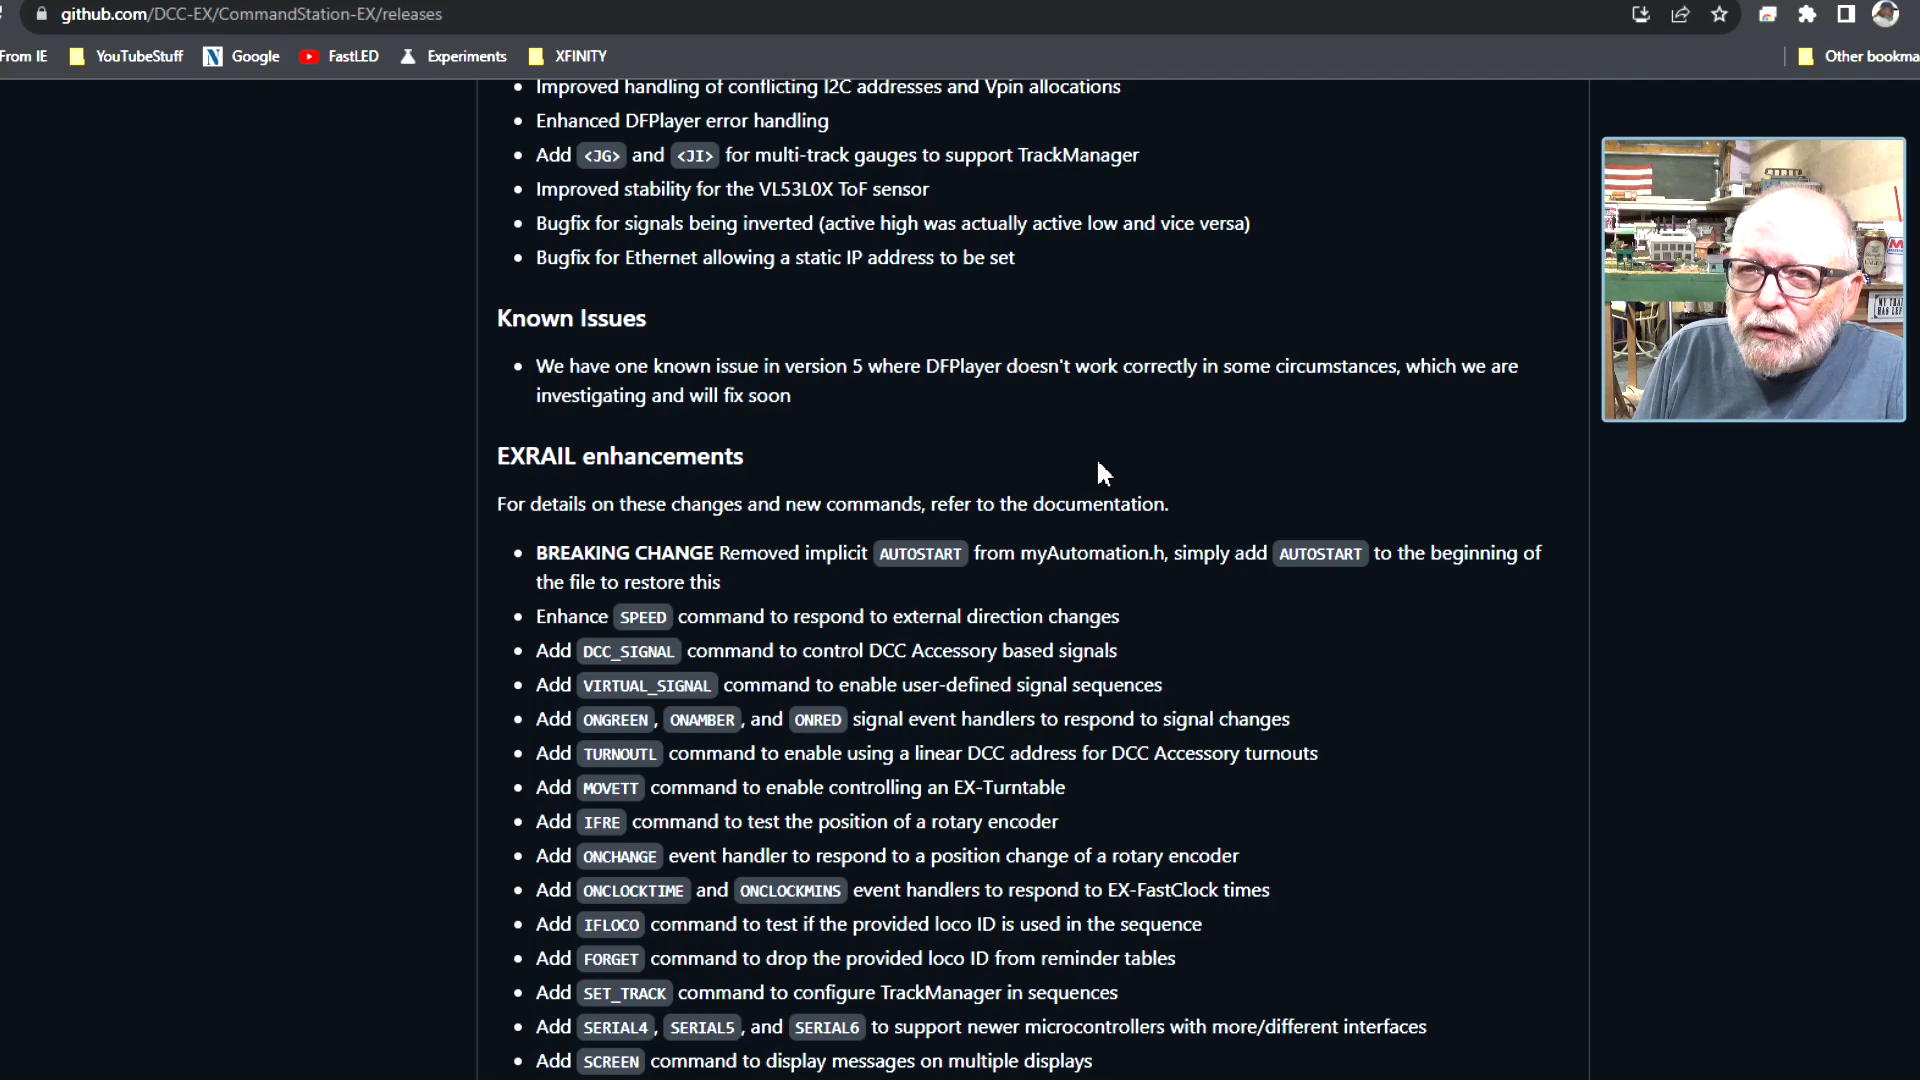 github.com/DCC-EX/CommandStation-EX/releases
From IE YouTubeStuff Google FastLED Experiments XFINITY Other bookma
Improved handling of conflicting I2C addresses and Vpin allocations
Enhanced DFPlayer error handling
Add <JG> and <JI> for multi-track gauges to support TrackManager
Improved stability for the VL53L0X ToF sensor
Bugfix for signals being inverted (active high was actually active low and vice versa)
Bugfix for Ethernet allowing a static IP address to be set
Known Issues
We have one known issue in version 5 where DFPlayer doesn't work correctly in some circumstances, which we are
investigating and will fix soon
EXRAIL enhancements
For details on these changes and new commands, refer to the documentation.
BREAKING CHANGE Removed implicit AUTOSTART from myAutomation.h, simply add AUTOSTART to the beginning of
the file to restore this
Enhance SPEED command to respond to external direction changes
Add DCC_SIGNAL command to control DCC Accessory based signals
Add VIRTUAL_SIGNAL command to enable user-defined signal sequences
Add ONGREEN, ONAMBER, and ONRED signal event handlers to respond to signal changes
Add TURNOUTL command to enable using a linear DCC address for DCC Accessory turnouts
Add MOVETT command to enable controlling an EX-Turntable
Add IFRE command to test the position of a rotary encoder
Add ONCHANGE event handler to respond to a position change of a rotary encoder
Add ONCLOCKTIME and ONCLOCKMINS event handlers to respond to EX-FastClock times
Add IFLOCO command to test if the provided loco ID is used in the sequence
Add FORGET command to drop the provided loco ID from reminder tables
Add SET_TRACK command to configure TrackManager in sequences
Add SERIAL4, SERIAL5, and SERIAL6 to support newer microcontrollers with more/different interfaces
Add SCREEN command to display messages on multiple displays